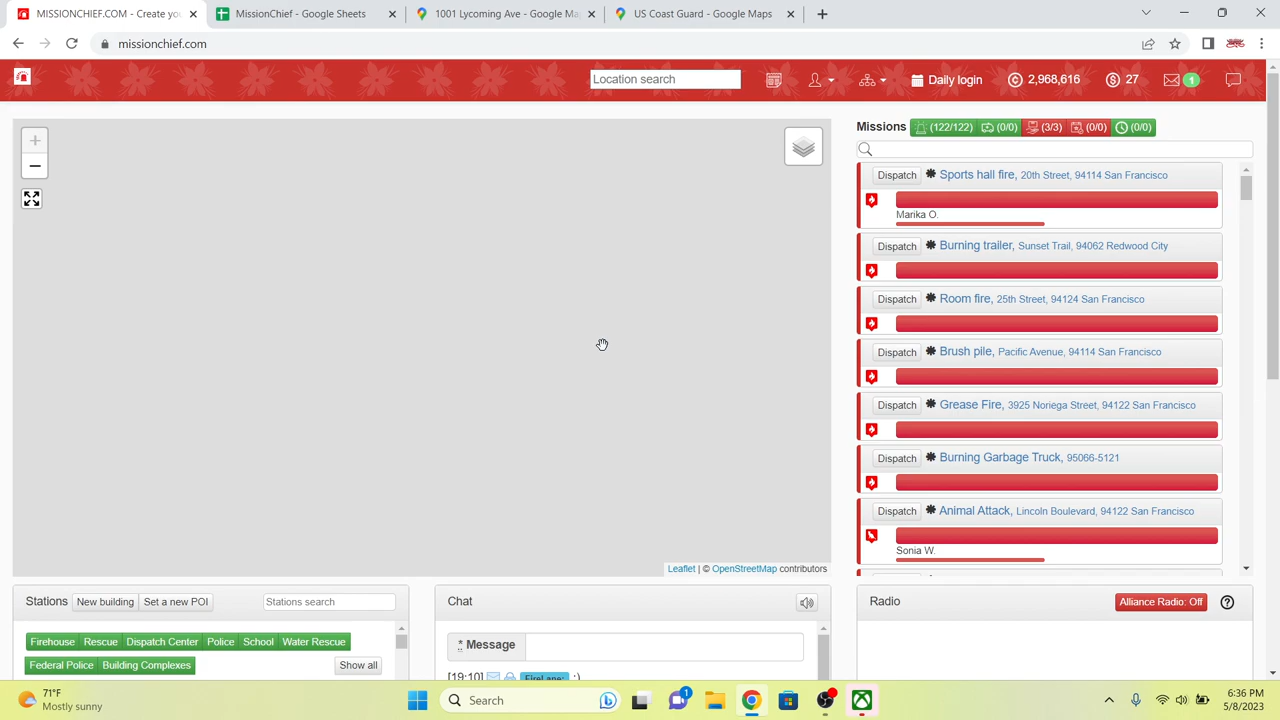 MISSIONCHIEF.COM - Create you
MissionChief - Google Sheets
1001 Lycoming Ave - Google Ma
US Coast Guard - Google Maps
missionchief.com
Location search
Daily login
2,968,616
27
1
Missions (122/122) (0/0) (3/3) (0/0) (0/0)
Dispatch Sports hall fire, 20th Street, 94114 San Francisco
Marika O.
Dispatch Burning trailer, Sunset Trail, 94062 Redwood City
Dispatch Room fire, 25th Street, 94124 San Francisco
Dispatch Brush pile, Pacific Avenue, 94114 San Francisco
Dispatch Grease Fire, 3925 Noriega Street, 94122 San Francisco
Dispatch Burning Garbage Truck, 95066-5121
Dispatch Animal Attack, Lincoln Boulevard, 94122 San Francisco
Sonia W.
Leaflet | © OpenStreetMap contributors
Stations New building Set a new POI Stations search
Firehouse Rescue Dispatch Center Police School Water Rescue
Federal Police Building Complexes Show all
Chat
* Message
[19:10] FireLane: :)
Radio Alliance Radio: Off
71°F
Mostly sunny
Search
1
6:36 PM
5/8/2023